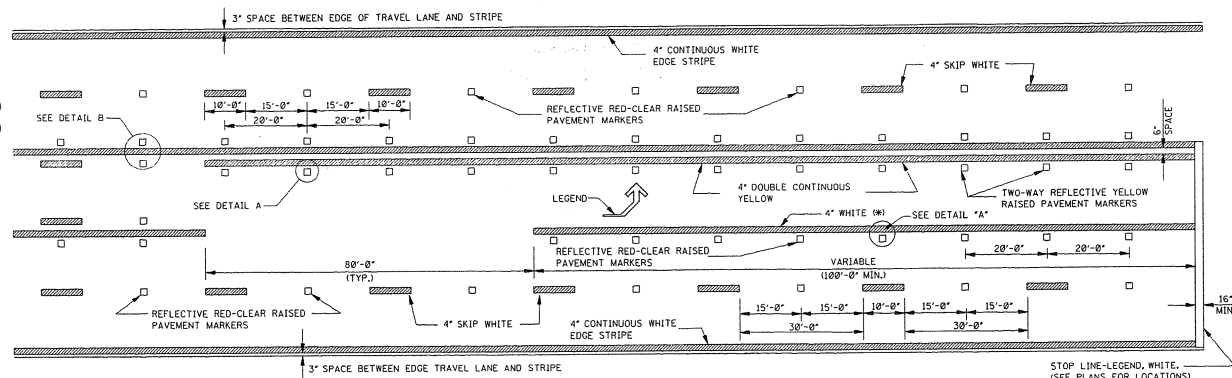 3" SPACE BETWEEN EDGE OF TRAVEL LANE AND STRIPE
4" CONTINUOUS WHITE
EDGE STRIPE
4" SKIP WHITE
10'-0" 15'-0" 15'-0" 10'-0"
20'-0" 20'-0"
REFLECTIVE RED-CLEAR RAISED
PAVEMENT MARKERS
SEE DETAIL B
6"
SPACE
SEE DETAIL A
LEGEND
4" DOUBLE CONTINUOUS
YELLOW
TWO-WAY REFLECTIVE YELLOW
RAISED PAVEMENT MARKERS
4" WHITE (*)
SEE DETAIL "A"
REFLECTIVE RED-CLEAR RAISED
PAVEMENT MARKERS
20'-0" 20'-0"
80'-0"
(TYP.)
VARIABLE
(100'-0" MIN.)
REFLECTIVE RED-CLEAR RAISED
PAVEMENT MARKERS
4" SKIP WHITE
4" CONTINUOUS WHITE
EDGE STRIPE
15'-0" 15'-0" 10'-0" 15'-0" 15'-0"
30'-0" 30'-0"
16"
MIN
3" SPACE BETWEEN EDGE TRAVEL LANE AND STRIPE
STOP LINE-LEGEND, WHITE,
(SEE PLANS FOR LOCATIONS)